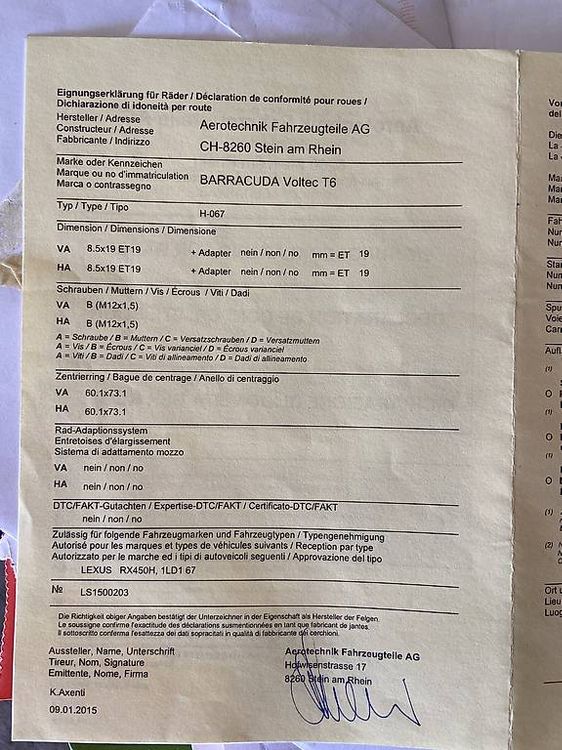 Eignungserklärung für Räder / Déclaration de conformité pour roues /
Dichiarazione di idoneità per route
Hersteller / Adresse
Constructeur / Adresse
Fabbricante / Indirizzo
Aerotechnik Fahrzeugteile AG
CH-8260 Stein am Rhein
Marke oder Kennzeichen
Marque ou no d'immatriculation
Marca o contrassegno
BARRACUDA Voltec T6
Typ / Type / Tipo
H-067
Dimension / Dimensions / Dimensione
VA 8.5x19 ET19 + Adapter nein / non / no mm = ET 19
HA 8.5x19 ET19 + Adapter nein / non / no mm = ET 19
Schrauben / Muttern / Vis / Écrous / Viti / Dadi
VA B (M12x1,5)
HA B (M12x1,5)
A = Schraube / B = Muttern / C = Versatzschrauben / D = Versatzmuttern
A = Vis / B = Écrous / C = Vis varianciel / D = Écrous varianciel
A = Viti / B = Dadi / C = Viti di allineamento / D = Dadi di allineamento
Zentrierring / Bague de centrage / Anello di centraggio
VA 60.1x73.1
HA 60.1x73.1
Rad-Adaptionssystem
Entretoises d'élargissement
Sistema di adattamento mozzo
VA nein / non / no
HA nein / non / no
DTC/FAKT-Gutachten / Expertise-DTC/FAKT / Certificato-DTC/FAKT
nein / non / no
Zulässig für folgende Fahrzeugmarken und Fahrzeugtypen / Typengenehmigung
Autorisé pour les marques et types de véhicules suivants / Reception par type
Autorizzato per le marche ed i tipi di autoveicoli seguenti / Approvazione del tipo
LEXUS RX450H, 1LD1 67
№ LS1500203
Die Richtigkeit obiger Angaben bestätigt der Unterzeichner in der Eigenschaft als Hersteller der Felgen.
Le soussigne confirme l'exactitude des déclarations susmentionnées en tant que fabricant de jantes.
Il sottoscritto conferma l'esattezza dei dati sopracitati in qualità di fabbricante dei cerchioni.
Aussteller, Name, Unterschrift
Tireur, Nom, Signature
Emittente, Nome, Firma
Aerotechnik Fahrzeugteile AG
Hofwisenstrasse 17
8260 Stein am Rhein
K.Axenti
09.01.2015